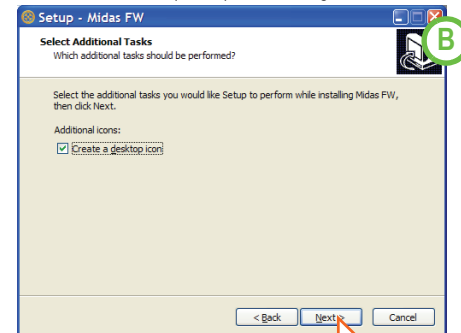 Setup - Midas FW
B
Select Additional Tasks
Which additional tasks should be performed?
Select the additional tasks you would like Setup to perform while installing Midas FW,
then click Next.
Additional icons:
Create a desktop icon
< Back
Next >
Cancel